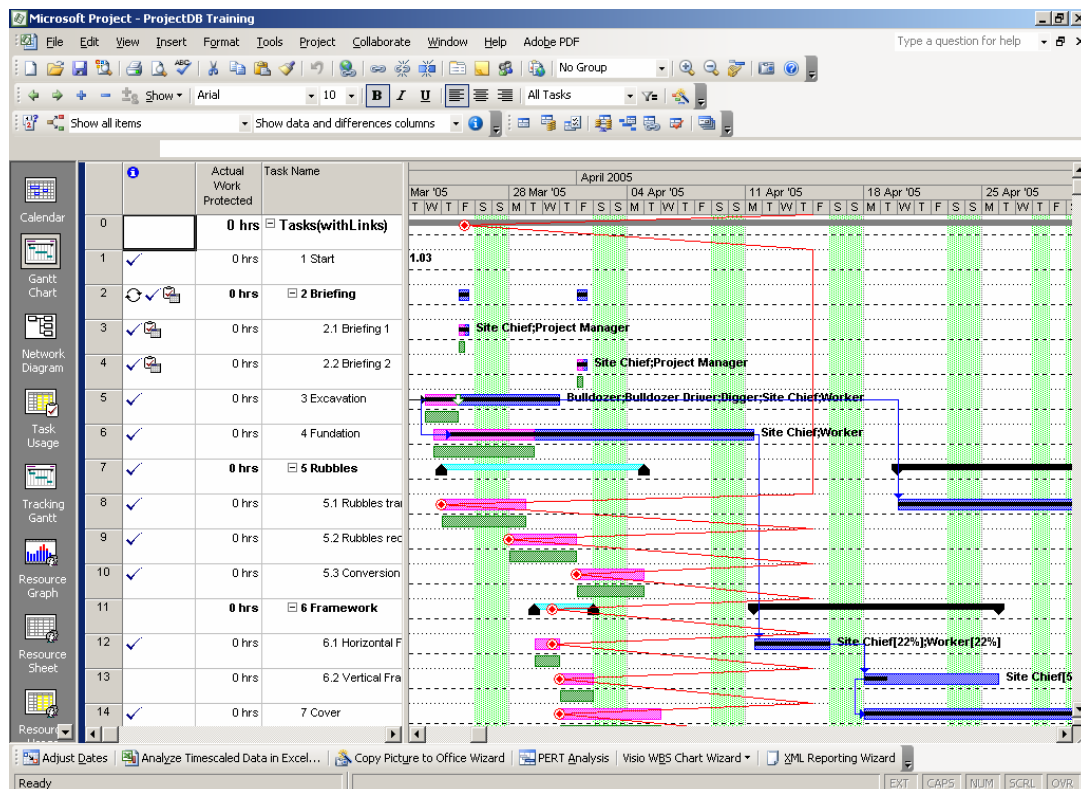 Microsoft Project - ProjectDB Training
File Edit View Insert Format Tools Project Collaborate Window Help Adobe PDF Type a question for help
No Group
Show Arial 10 B I U All Tasks
Show all items Show data and differences columns
Actual Work Protected Task Name
April 2005
Mar '05 28 Mar '05 04 Apr '05 11 Apr '05 18 Apr '05 25 Apr '05
T W T F S S M T W T F S S M T W T F S S M T W T F S S M T W T F S S M T W T F S
0 0 hrs Tasks(withLinks)
1 0 hrs 1 Start 1.03
2 0 hrs 2 Briefing
3 0 hrs 2.1 Briefing 1 Site Chief;Project Manager
4 0 hrs 2.2 Briefing 2 Site Chief;Project Manager
5 0 hrs 3 Excavation Bulldozer;Bulldozer Driver;Digger;Site Chief;Worker
6 0 hrs 4 Fundation Site Chief;Worker
7 0 hrs 5 Rubbles
8 0 hrs 5.1 Rubbles tra
9 0 hrs 5.2 Rubbles rec
10 0 hrs 5.3 Conversion
11 0 hrs 6 Framework
12 0 hrs 6.1 Horizontal F Site Chief[22%];Worker[22%]
13 0 hrs 6.2 Vertical Fra Site Chief[5
14 0 hrs 7 Cover
Calendar
Gantt
Chart
Network
Diagram
Task
Usage
Tracking
Gantt
Resource
Graph
Resource
Sheet
Resour
Adjust Dates Analyze Timescaled Data in Excel... Copy Picture to Office Wizard PERT Analysis Visio WBS Chart Wizard XML Reporting Wizard
Ready EXT CAPS NUM SCRL OVR